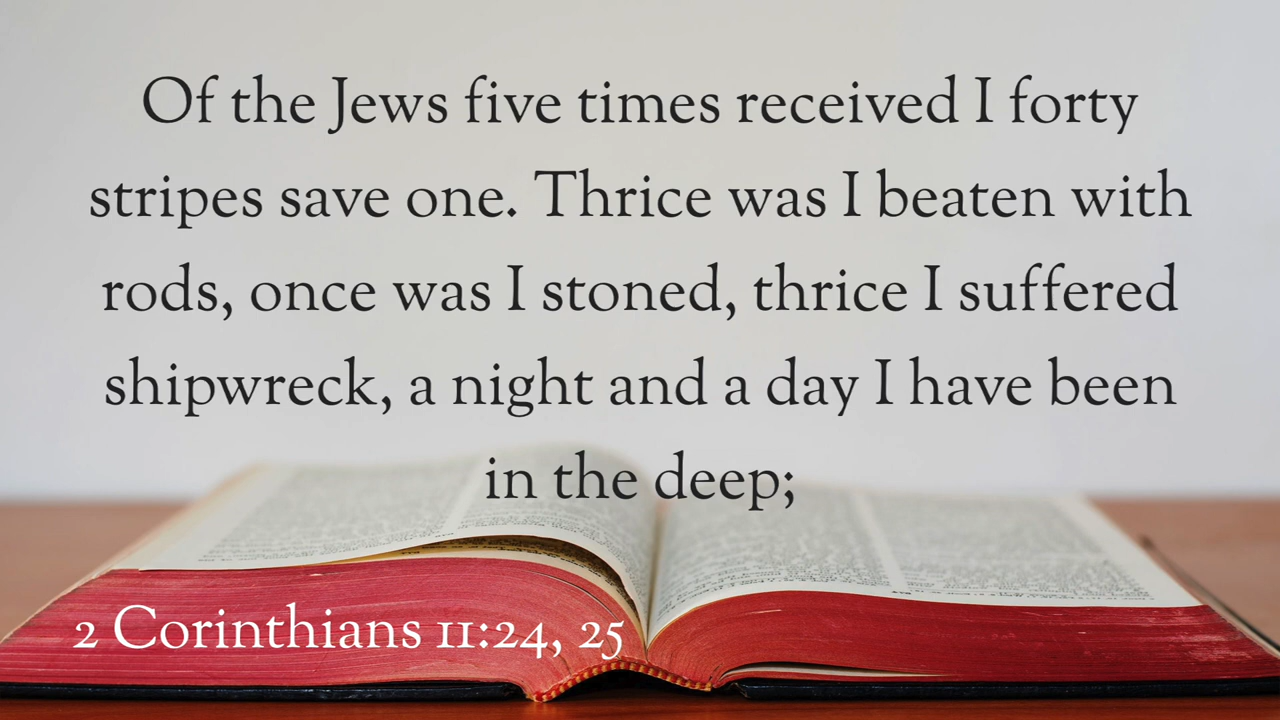 Of the Jews five times received I forty
stripes save one. Thrice was I beaten with
rods, once was I stoned, thrice I suffered
shipwreck, a night and a day I have been
in the deep;
2 Corinthians 11:24, 25